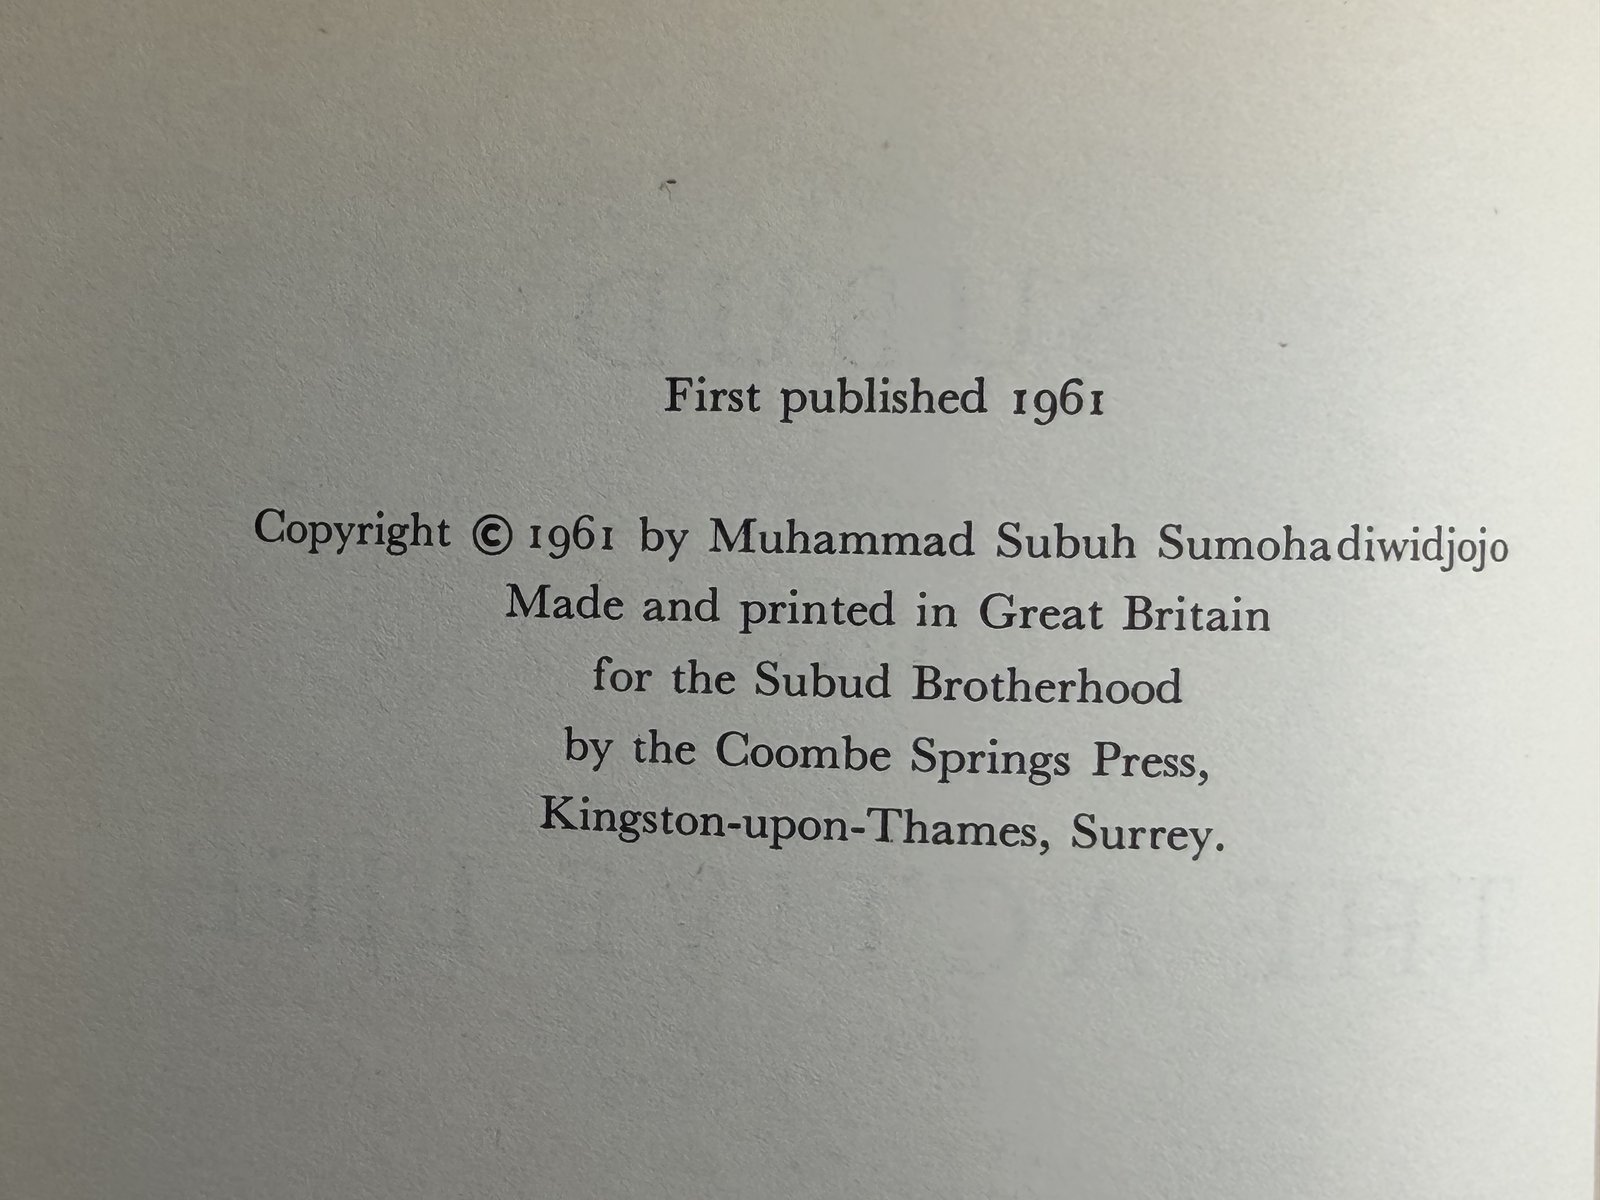 First published 1961
Copyright © 1961 by Muhammad Subuh Sumohadiwidjojo
Made and printed in Great Britain
for the Subud Brotherhood
by the Coombe Springs Press,
Kingston-upon-Thames, Surrey.